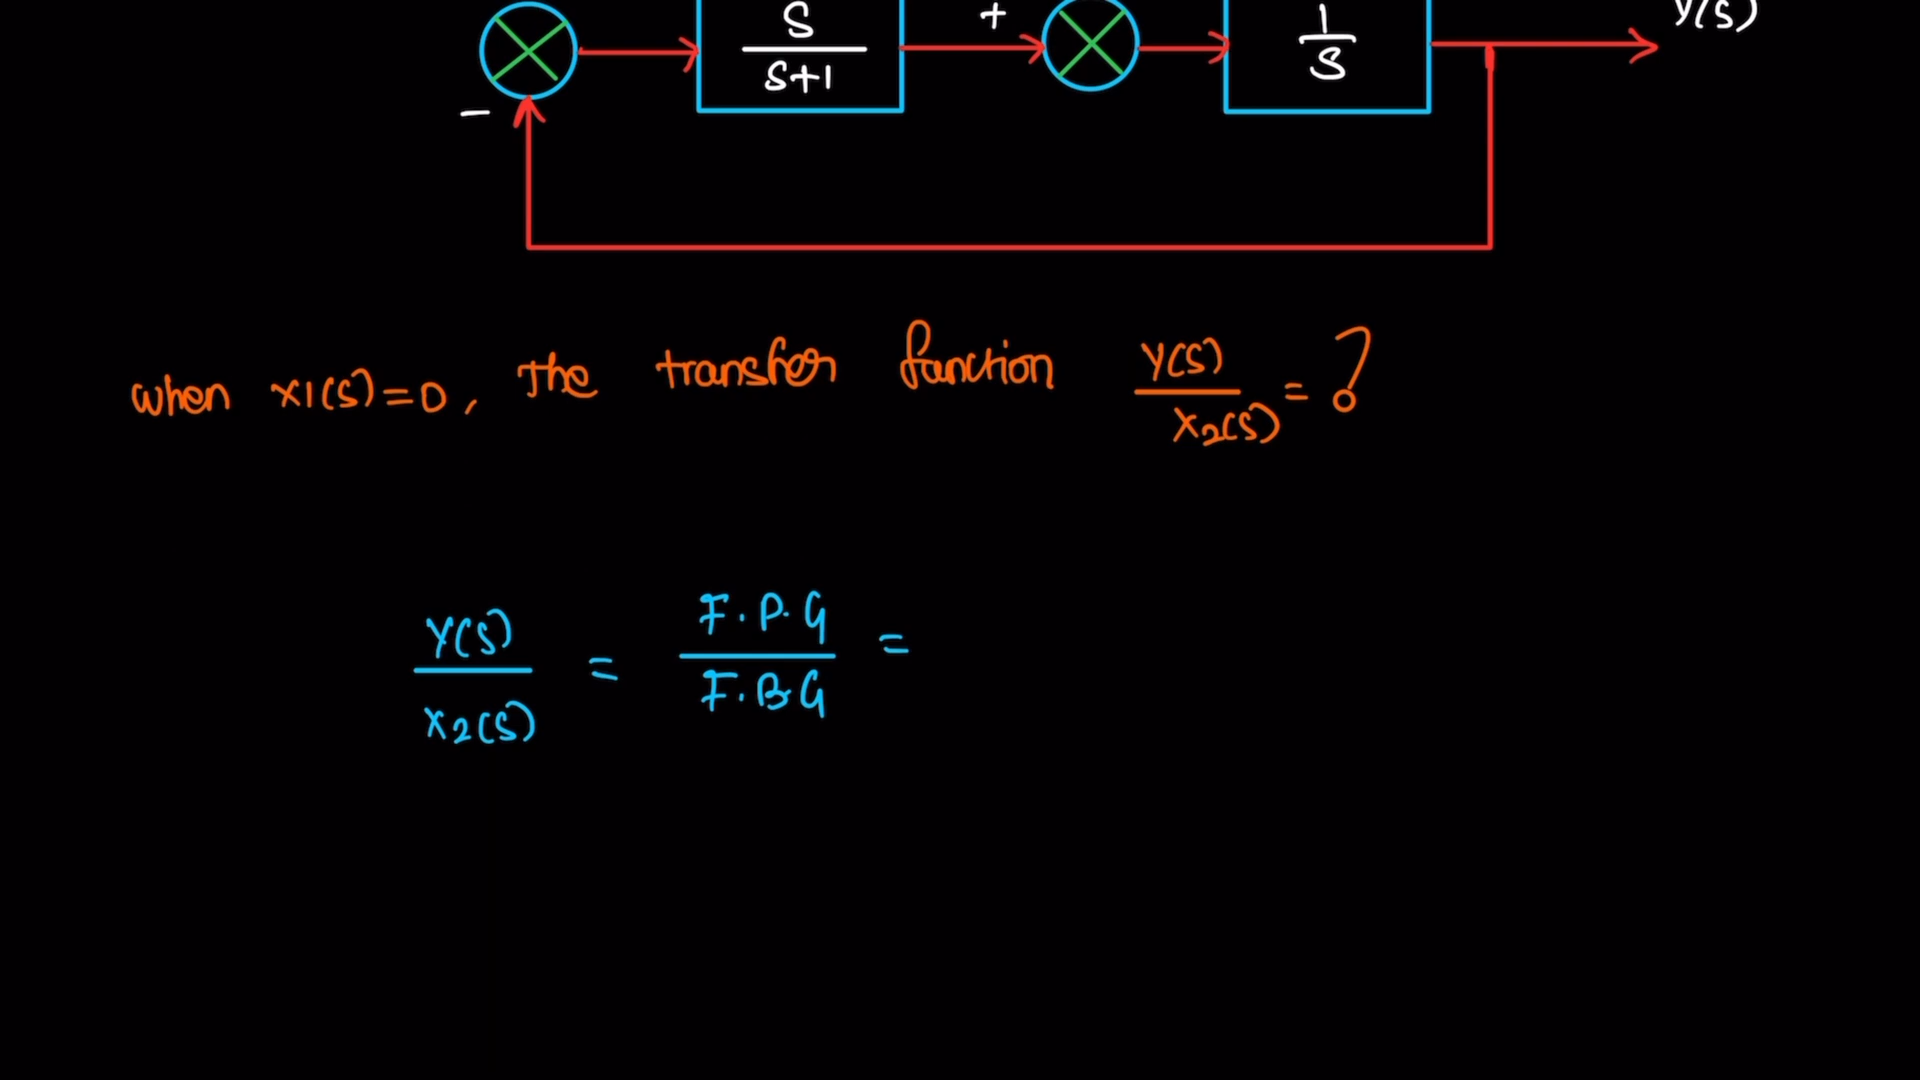 S + 1 Y(S)
S+1 S
-
when X1(S)=0, The transfer function Y(S)/X2(S) = ?
Y(S)/X2(S) = F.P.G/F.B.G =